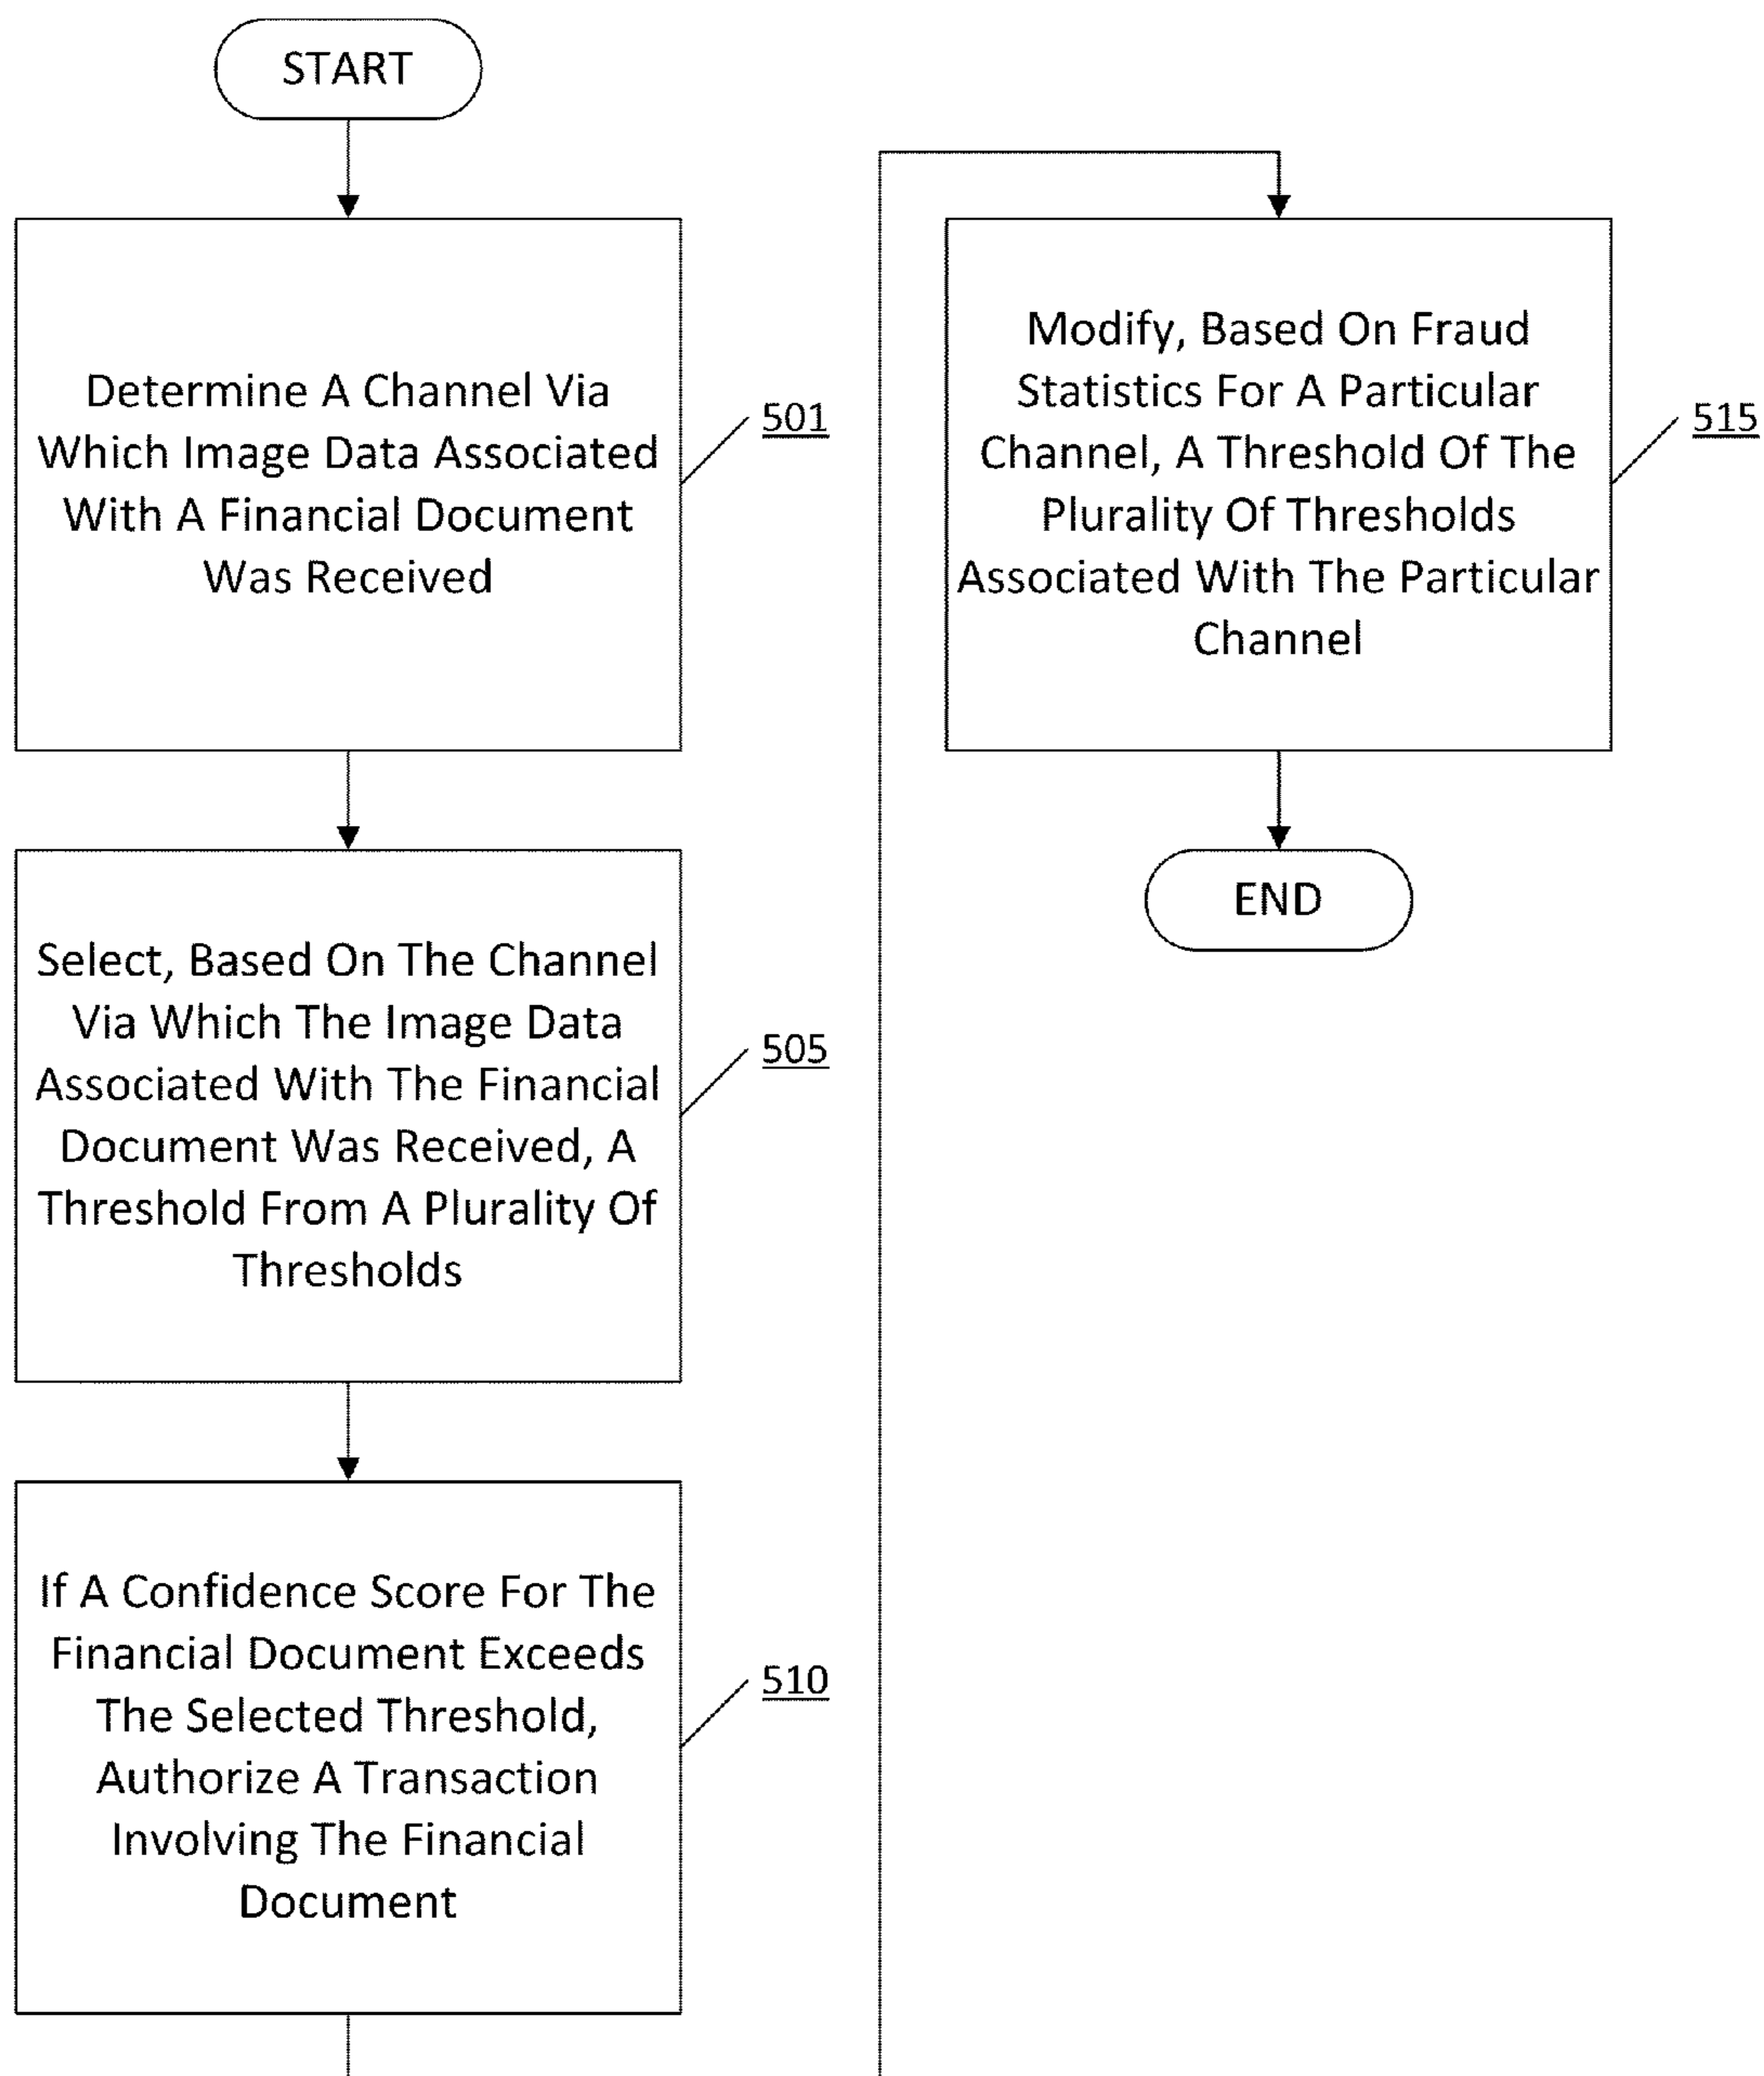 START
Determine A Channel Via
Which Image Data Associated
With A Financial Document
Was Received
501
Select, Based On The Channel
Via Which The Image Data
Associated With The Financial
Document Was Received, A
Threshold From A Plurality Of
Thresholds
505
If A Confidence Score For The
Financial Document Exceeds
The Selected Threshold,
Authorize A Transaction
Involving The Financial
Document
510
Modify, Based On Fraud
Statistics For A Particular
Channel, A Threshold Of The
Plurality Of Thresholds
Associated With The Particular
Channel
515
END